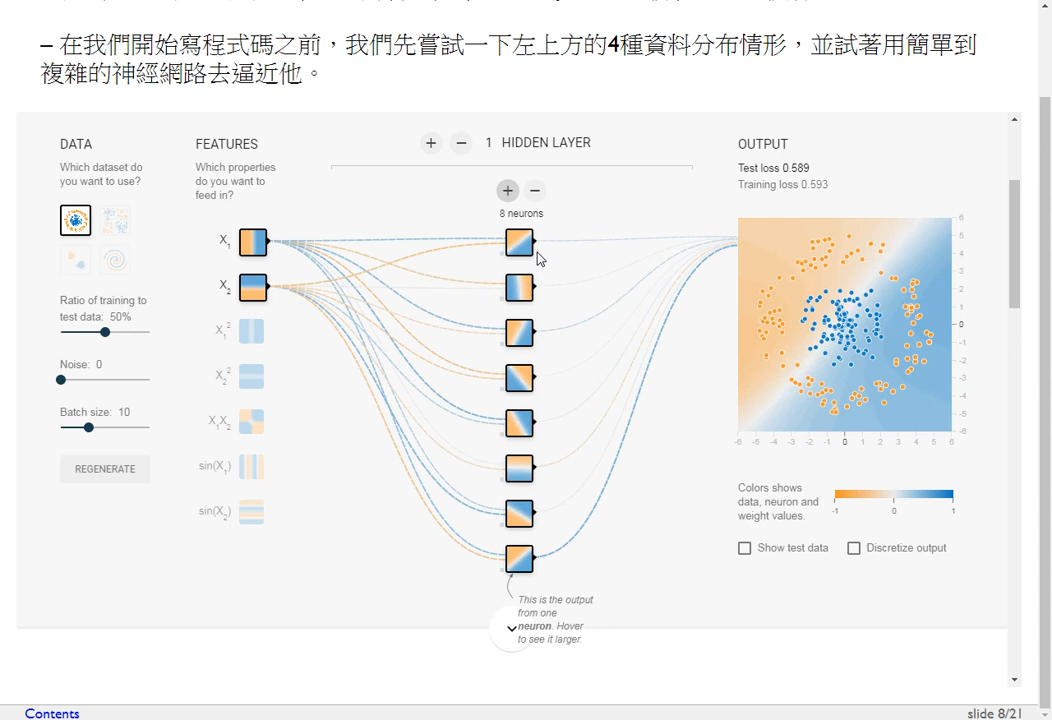 – 在我們開始寫程式碼之前，我們先嘗試一下左上方的4種資料分布情形，並試著用簡單到
複雜的神經網路去逼近他。
DATA
Which dataset do
you want to use?
Ratio of training to
test data: 50%
Noise: 0
Batch size: 10
REGENERATE
FEATURES
Which properties
do you want to
feed in?
X1
X2
X1²
X2²
X1X2
sin(X1)
sin(X2)
+ − 1 HIDDEN LAYER
+ −
8 neurons
This is the output
from one
neuron. Hover
to see it larger.
OUTPUT
Test loss 0.589
Training loss 0.593
6
5
4
3
2
1
0
-1
-2
-3
-4
-5
-6
-6 -5 -4 -3 -2 -1 0 1 2 3 4 5 6
Colors shows
data, neuron and
weight values.
-1 0 1
Show test data Discretize output
Contents slide 8/21